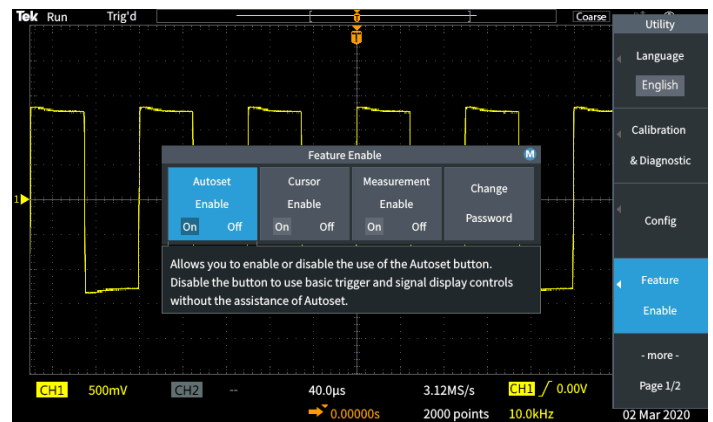 Tek Run Trig'd Coarse
T
Utility
Language
English
Calibration
& Diagnostic
Config
Feature
Enable
- more -
Page 1/2
Feature Enable M
Autoset
Enable
On Off
Cursor
Enable
On Off
Measurement
Enable
On Off
Change
Password
Allows you to enable or disable the use of the Autoset button.
Disable the button to use basic trigger and signal display controls
without the assistance of Autoset.
1
CH1 500mV CH2 -- 40.0µs 3.12MS/s CH1 0.00V
0.00000s 2000 points 10.0kHz 02 Mar 2020